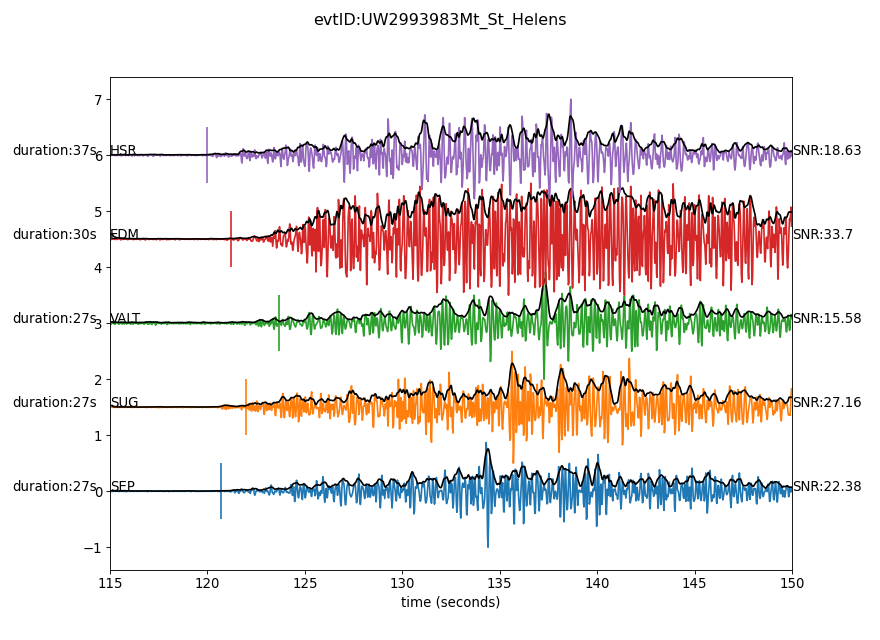 evtID:UW2993983Mt_St_Helens
7
duration:37s 6 HSR SNR:18.63
5
duration:30s EDM SNR:33.7
4
duration:27s 3 VALT SNR:15.58
2
duration:27s SUG SNR:27.16
1
duration:27s 0 SEP SNR:22.38
−1
115 120 125 130 135 140 145 150
time (seconds)